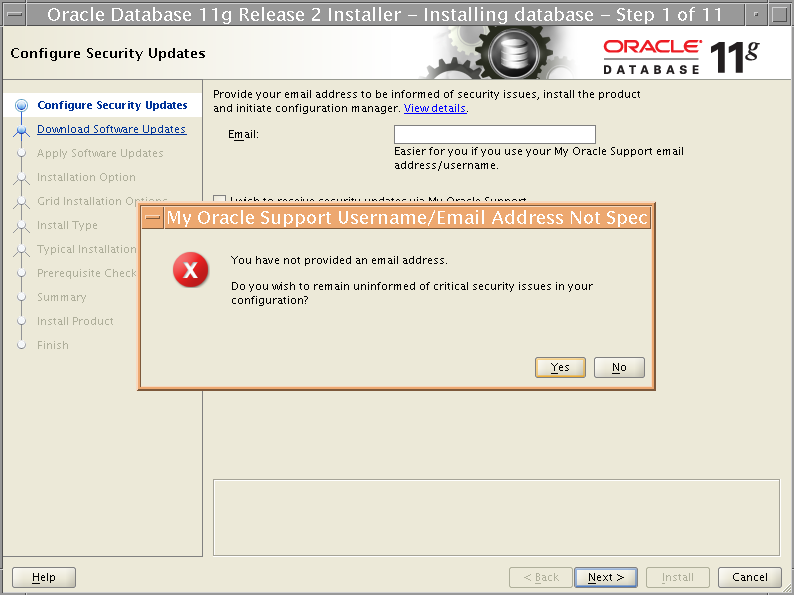 Oracle Database 11g Release 2 Installer – Installing database – Step 1 of 11
Configure Security Updates
ORACLE
DATABASE
11g
Configure Security Updates
Download Software Updates
Apply Software Updates
Installation Option
Grid Installation Options
Install Type
Typical Installation
Prerequisite Check
Summary
Install Product
Finish
Provide your email address to be informed of security issues, install the product
and initiate configuration manager. View details.
Email:
Easier for you if you use your My Oracle Support email
address/username.
I wish to receive security updates via My Oracle Support.
My Oracle Support Username/Email Address Not Spec
X
You have not provided an email address.
Do you wish to remain uninformed of critical security issues in your
configuration?
Yes
No
Help
< Back
Next >
Install
Cancel